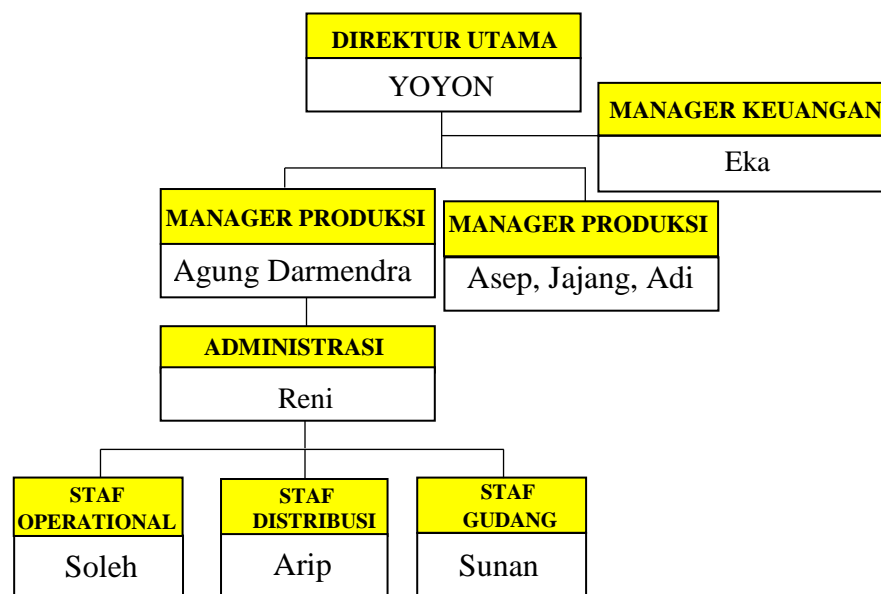 DIREKTUR UTAMA
YOYON
MANAGER KEUANGAN
Eka
MANAGER PRODUKSI
Agung Darmendra
MANAGER PRODUKSI
Asep, Jajang, Adi
ADMINISTRASI
Reni
STAF
OPERATIONAL
Soleh
STAF
DISTRIBUSI
Arip
STAF
GUDANG
Sunan